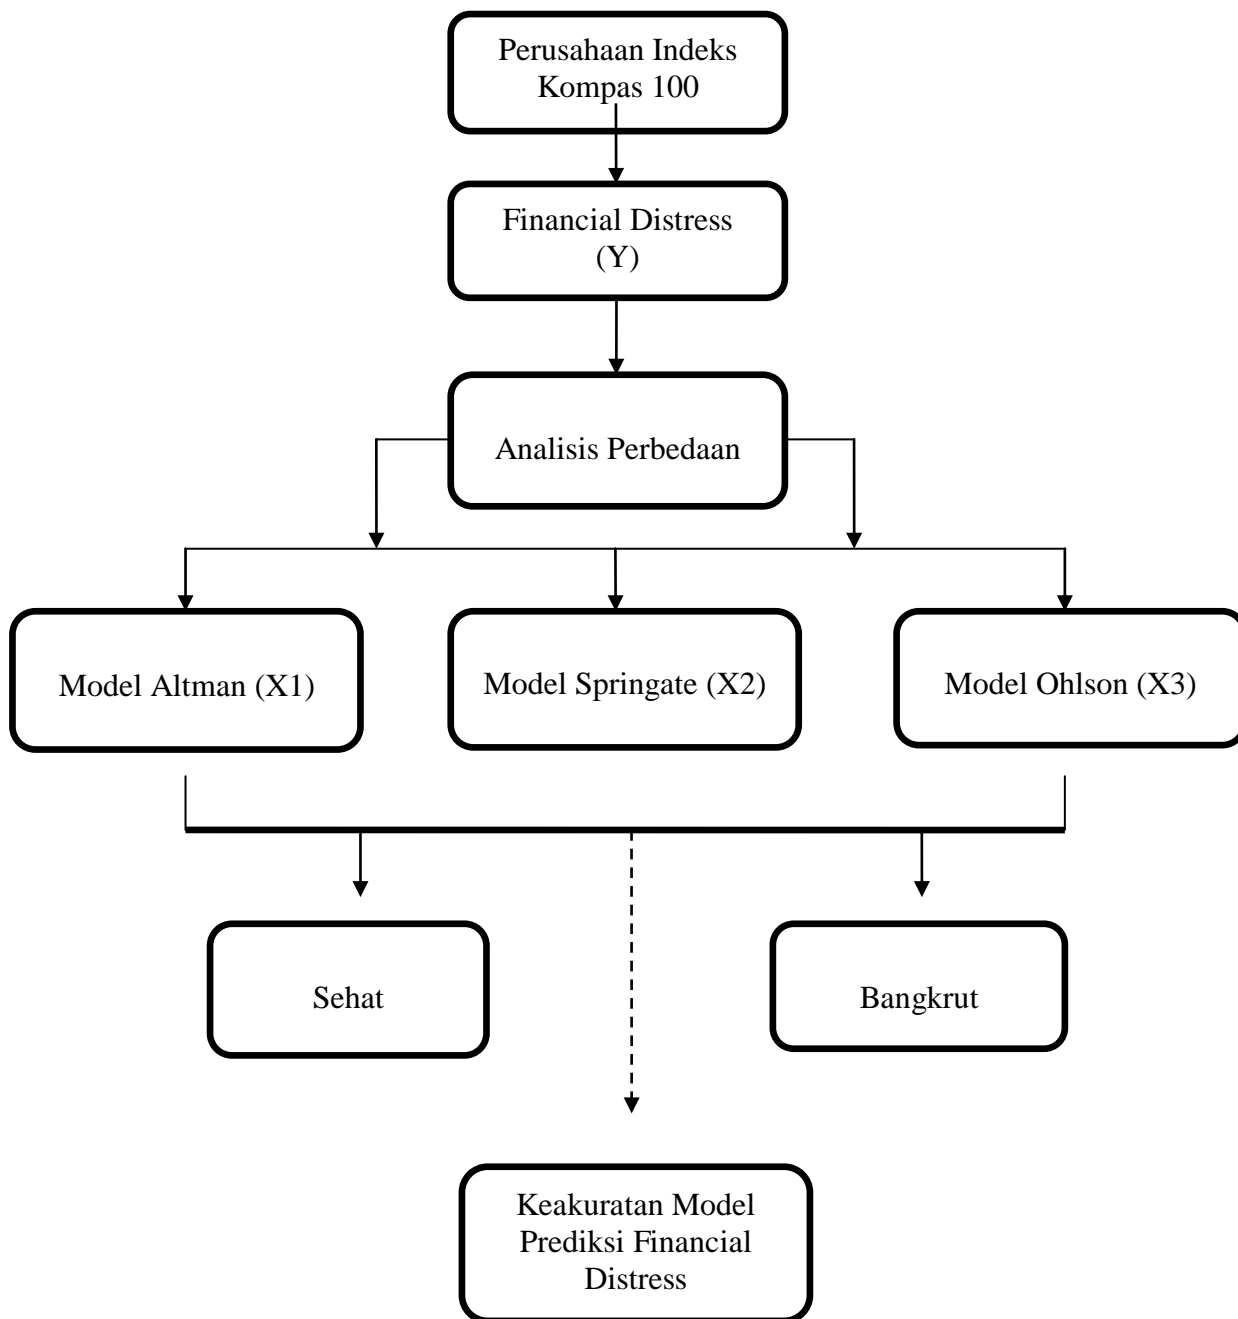 Perusahaan Indeks
Kompas 100
Financial Distress
(Y)
Analisis Perbedaan
Model Altman (X1)
Model Springate (X2)
Model Ohlson (X3)
Sehat
Bangkrut
Keakuratan Model
Prediksi Financial
Distress